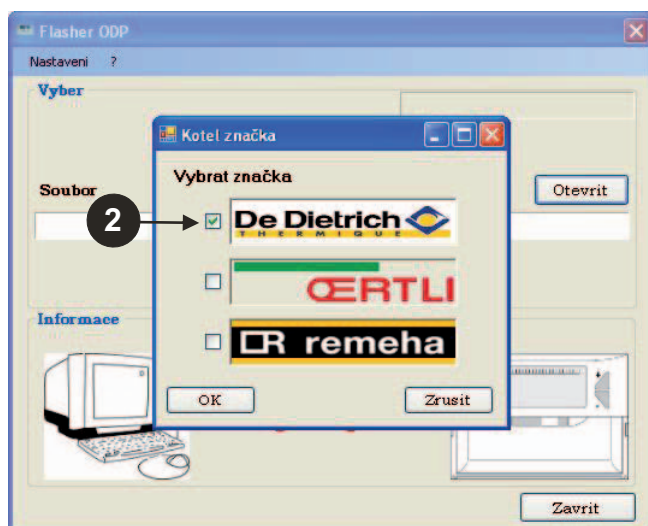 Flasher ODP
Nastaveni ?
Vyber
Kotel značka
Vybrat značka
Soubor
Otevrit
2
De Dietrich
THERMIQUE
ŒRTLI
Informace
remeha
OK
Zrusit
Zavrit